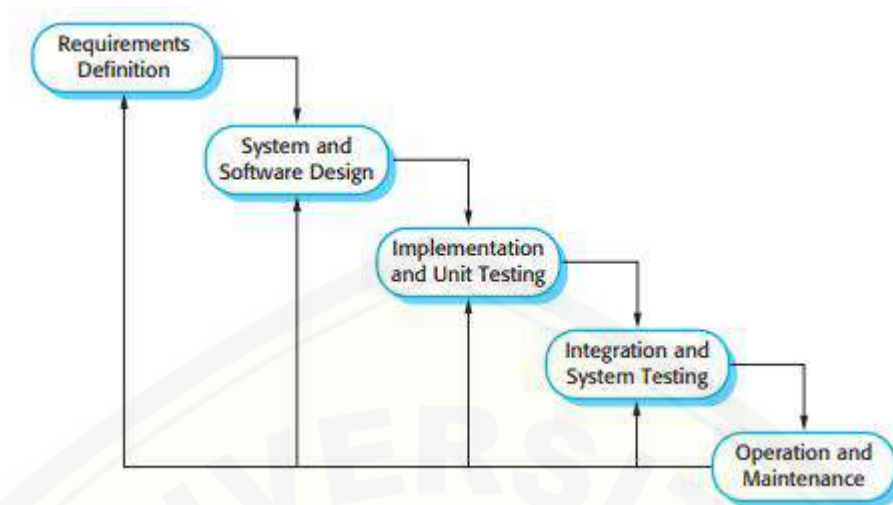 Requirements
Definition
System and
Software Design
Implementation
and Unit Testing
Integration and
System Testing
Operation and
Maintenance